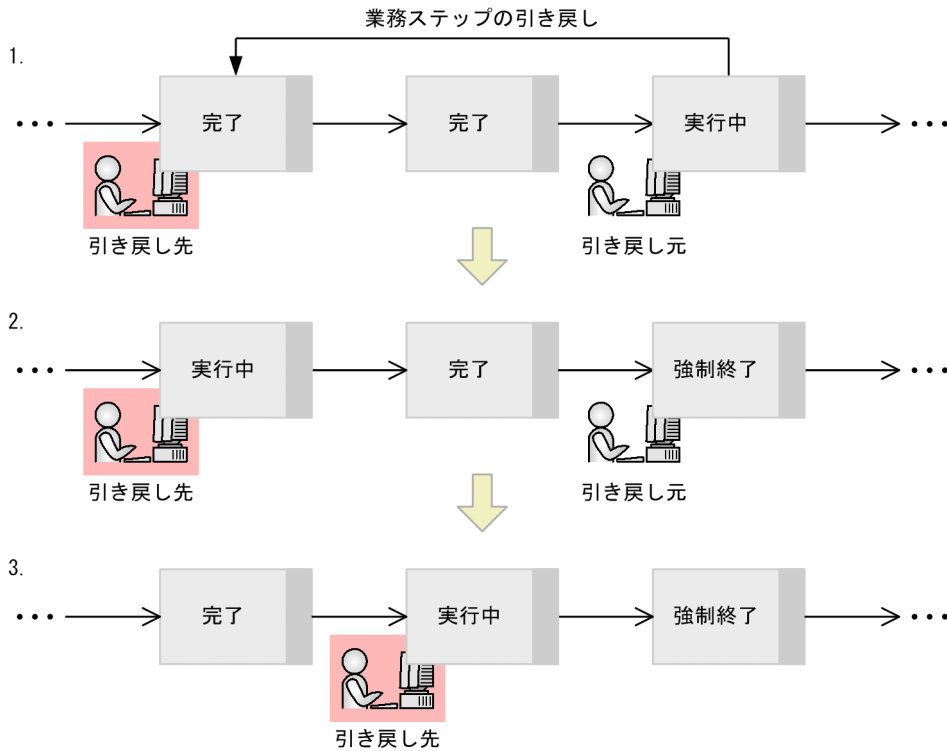 業務ステップの引き戻し
1.
••• 完了 完了 実行中 •••
引き戻し先 引き戻し元
2.
••• 実行中 完了 強制終了 •••
引き戻し先 引き戻し元
3.
••• 完了 実行中 強制終了 •••
引き戻し先